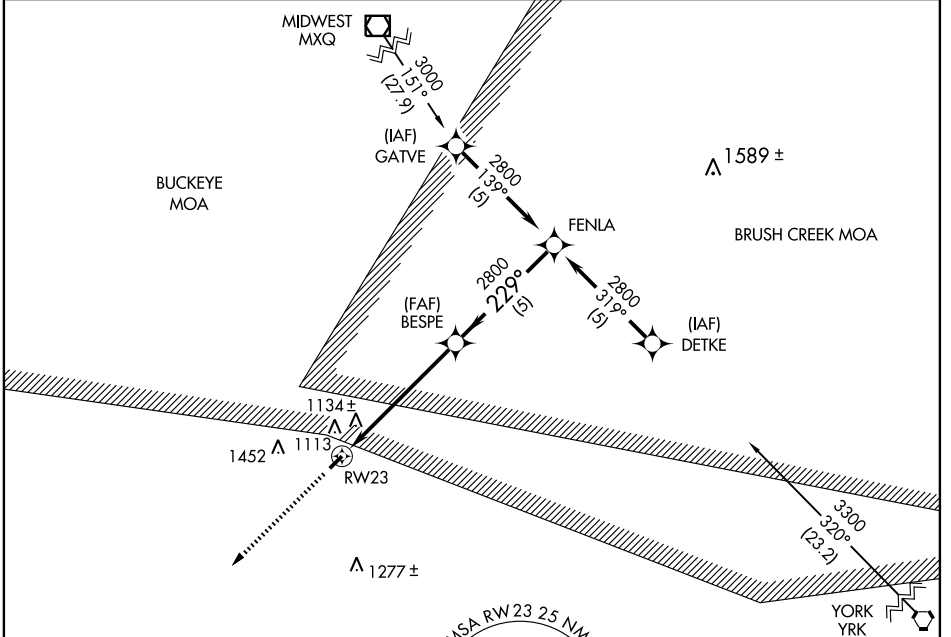 MIDWEST
MXQ
3000
151°
(27.9)
(IAF)
GATVE
2800
139°
(5)
1589 ±
BUCKEYE
MOA
FENLA
BRUSH CREEK MOA
2800
229°
(5)
(FAF)
BESPE
2800
319°
(5)
(IAF)
DETKE
1134 ±
1113
1452
RW23
3300
320°
(23.2)
1277 ±
MSA RW23 25 NM
YORK
YRK